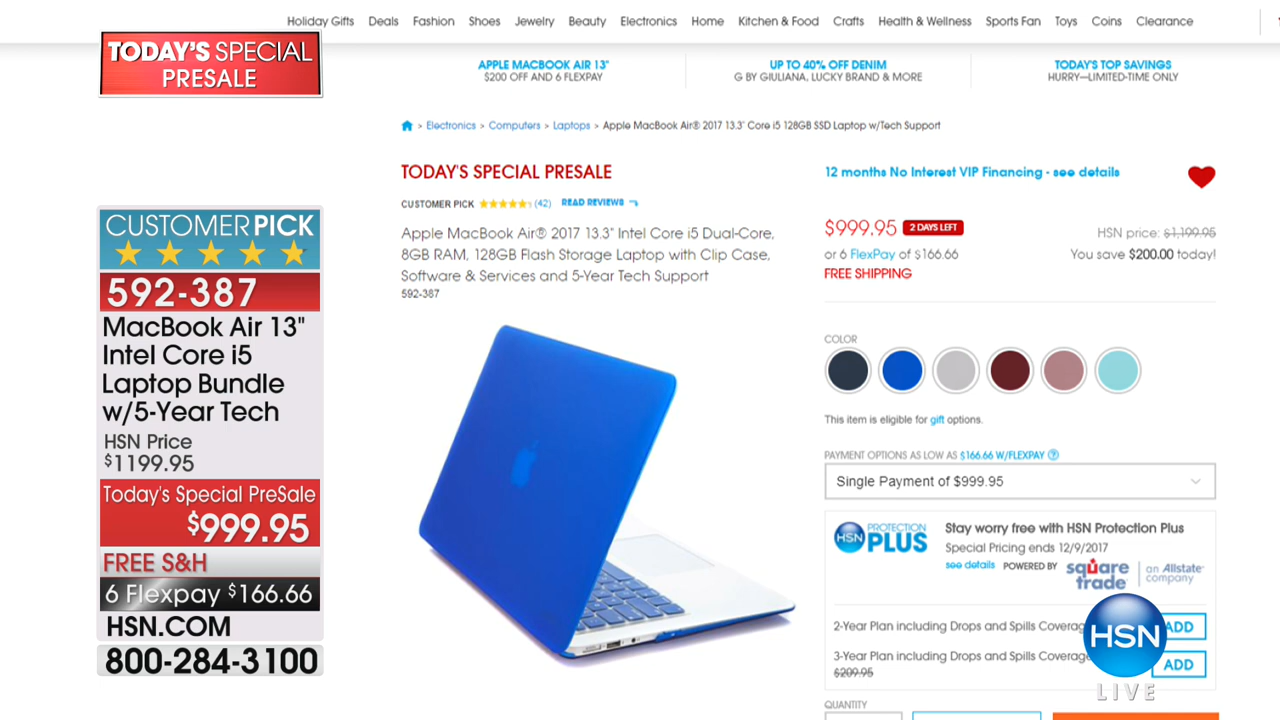 Holiday Gifts Deals Fashion Shoes Jewelry Beauty Electronics Home Kitchen & Food Crafts Health & Wellness Sports Fan Toys Coins Clearance
TODAY'S SPECIAL
PRESALE
APPLE MACBOOK AIR 13"
$200 OFF AND 6 FLEXPAY
UP TO 40% OFF DENIM
G BY GIULIANA, LUCKY BRAND & MORE
TODAY'S TOP SAVINGS
HURRY—LIMITED-TIME ONLY
> Electronics > Computers > Laptops > Apple MacBook Air® 2017 13.3" Core i5 128GB SSD Laptop w/Tech Support
CUSTOMER PICK
592-387
MacBook Air 13"
Intel Core i5
Laptop Bundle
w/5-Year Tech
HSN Price
$1199.95
Today's Special PreSale
$999.95
FREE S&H
6 Flexpay $166.66
HSN.COM
800-284-3100
TODAY'S SPECIAL PRESALE
CUSTOMER PICK (42) READ REVIEWS
Apple MacBook Air® 2017 13.3" Intel Core i5 Dual-Core,
8GB RAM, 128GB Flash Storage Laptop with Clip Case,
Software & Services and 5-Year Tech Support
592-387
12 months No Interest VIP Financing - see details
$999.95 2 DAYS LEFT HSN price: $1,199.95
or 6 FlexPay of $166.66 You save $200.00 today!
FREE SHIPPING
COLOR
This item is eligible for gift options.
PAYMENT OPTIONS AS LOW AS $166.66 W/FLEXPAY ?
Single Payment of $999.95
HSN PROTECTION PLUS
Stay worry free with HSN Protection Plus
Special Pricing ends 12/9/2017
see details POWERED BY square trade an Allstate company
2-Year Plan including Drops and Spills Coverag ADD
3-Year Plan including Drops and Spills Coverage ADD
$209.95
HSN
LIVE
QUANTITY